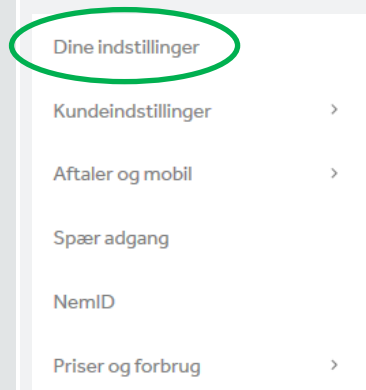 Dine indstillinger
Kundeindstillinger
Aftaler og mobil
Spær adgang
NemID
Priser og forbrug